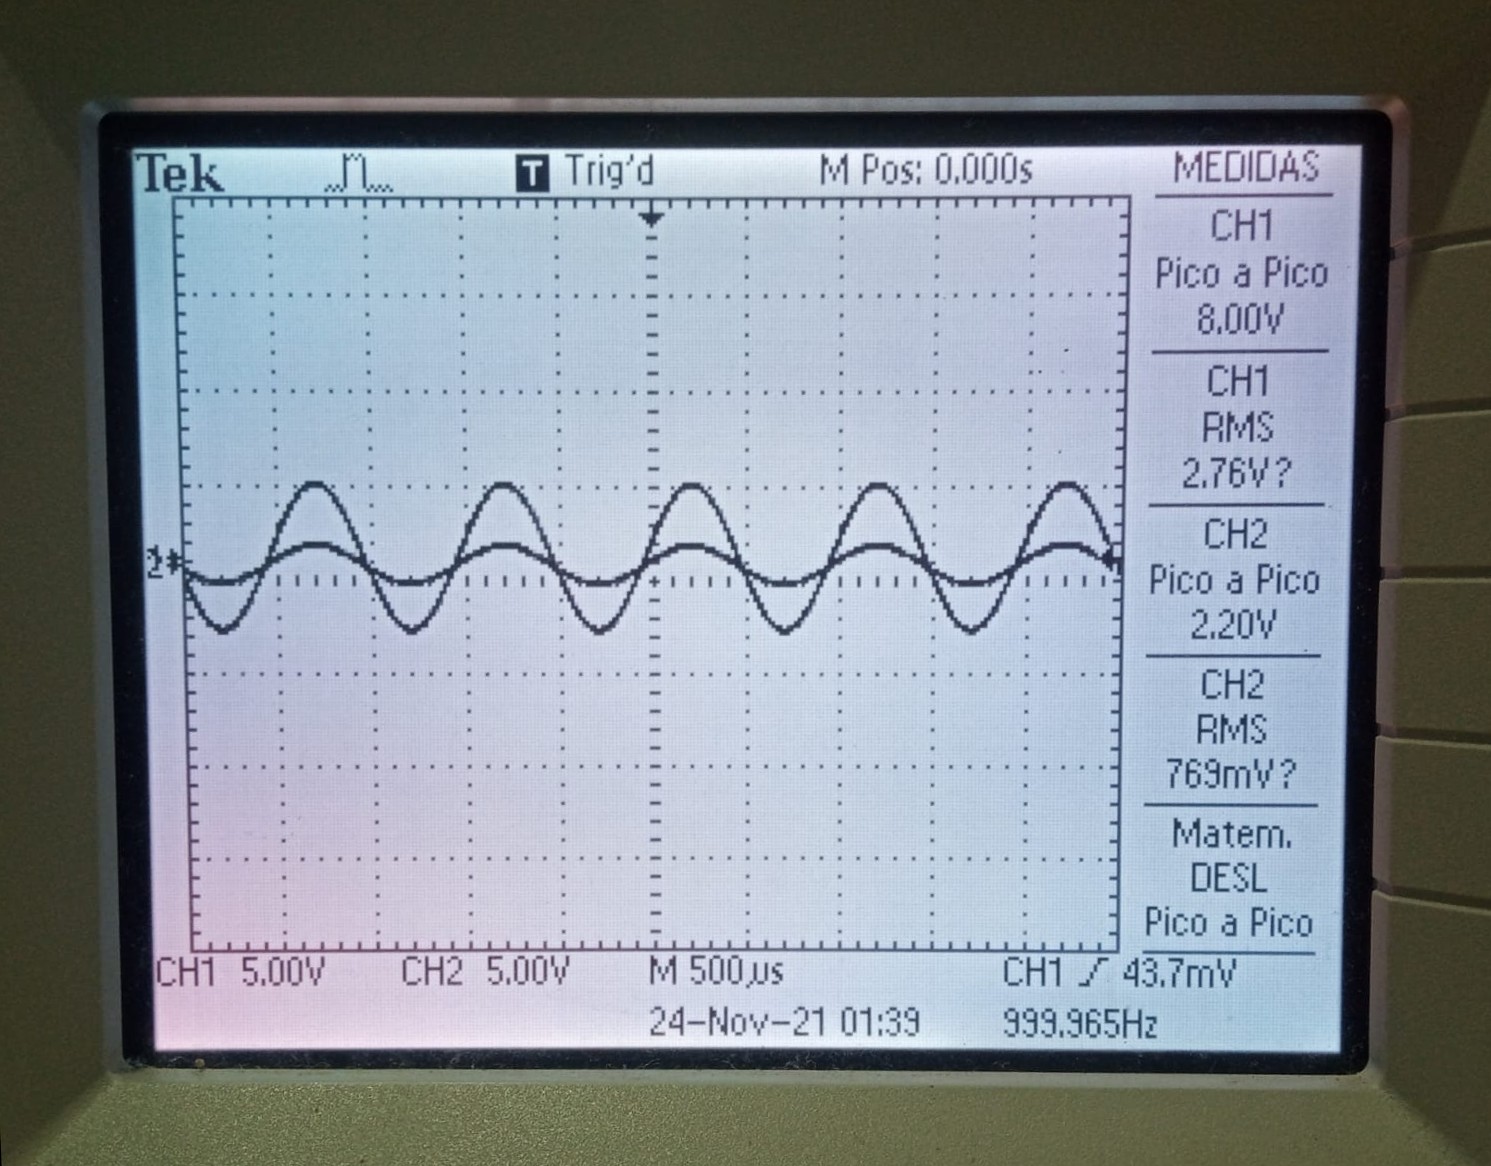 Tek T Trig'd M Pos: 0.000s MEDIDAS
CH1
Pico a Pico
8.00V
CH1
RMS
2.76V?
CH2
Pico a Pico
2.20V
CH2
RMS
769mV?
Matem.
DESL
Pico a Pico
2
CH1 5.00V CH2 5.00V M 500µs CH1 43.7mV
24-Nov-21 01:39 999.965Hz